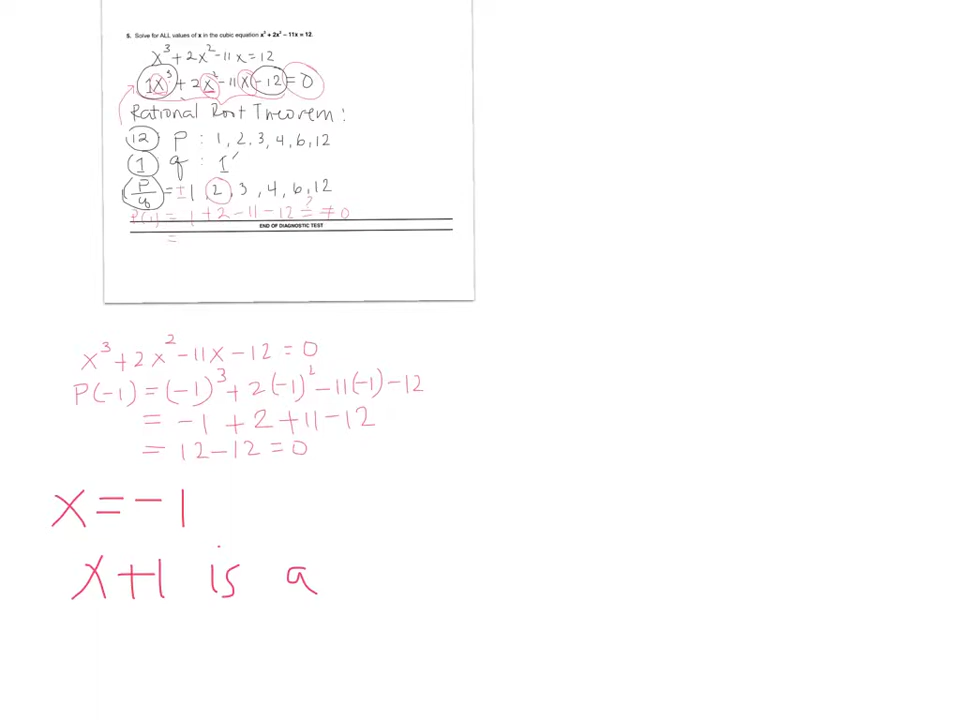 5. Solve for ALL values of x in the cubic equation x³ + 2x² – 11x = 12.
x³ + 2x² - 11x = 12
1x³ + 2x² - 11x - 12 = 0
Rational Root Theorem :
12 p : 1, 2, 3, 4, 6, 12
1 q : 1
p/q = ±1, 2, 3, 4, 6, 12
P(1) = 1 + 2 - 11 - 12 =? ≠ 0
END OF DIAGNOSTIC TEST
=
x³ + 2x² - 11x - 12 = 0
P(-1) = (-1)³ + 2(-1)² - 11(-1) - 12
= -1 + 2 + 11 - 12
= 12 - 12 = 0
x = -1
x+1 is a